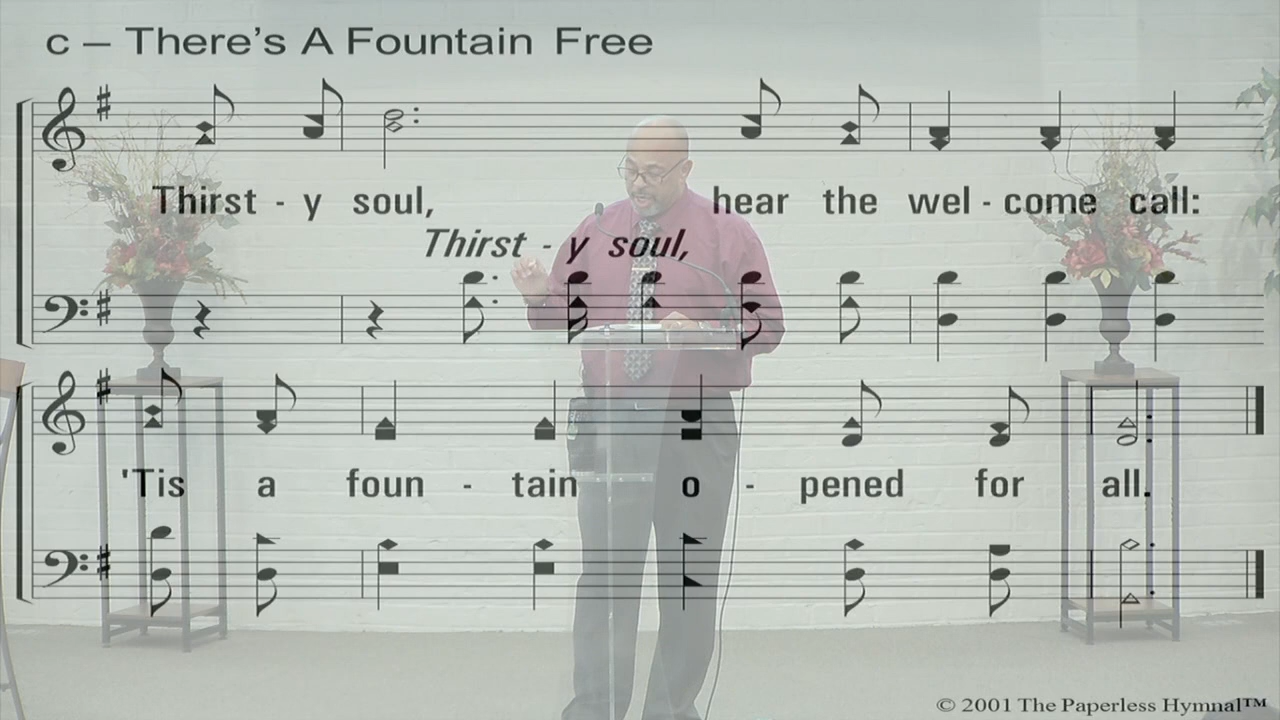 c – There's A Fountain Free
Thirst - y soul, hear the wel - come call:
Thirst - y soul,
'Tis a foun - tain o - pened for all.
© 2001 The Paperless Hymnal™